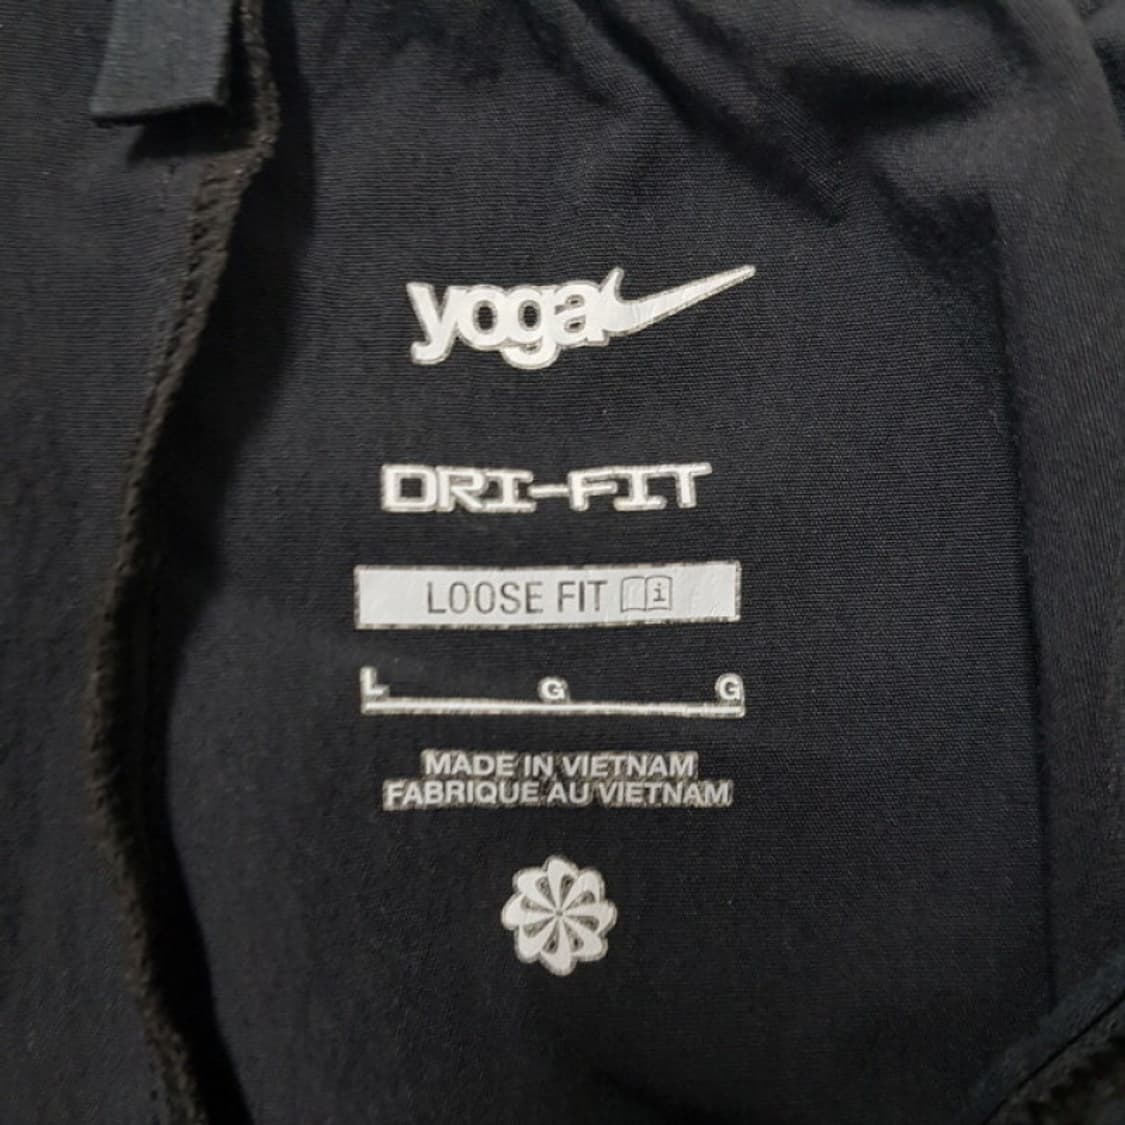 yoga
DRI-FIT
LOOSE FIT i
L G G
MADE IN VIETNAM
FABRIQUE AU VIETNAM